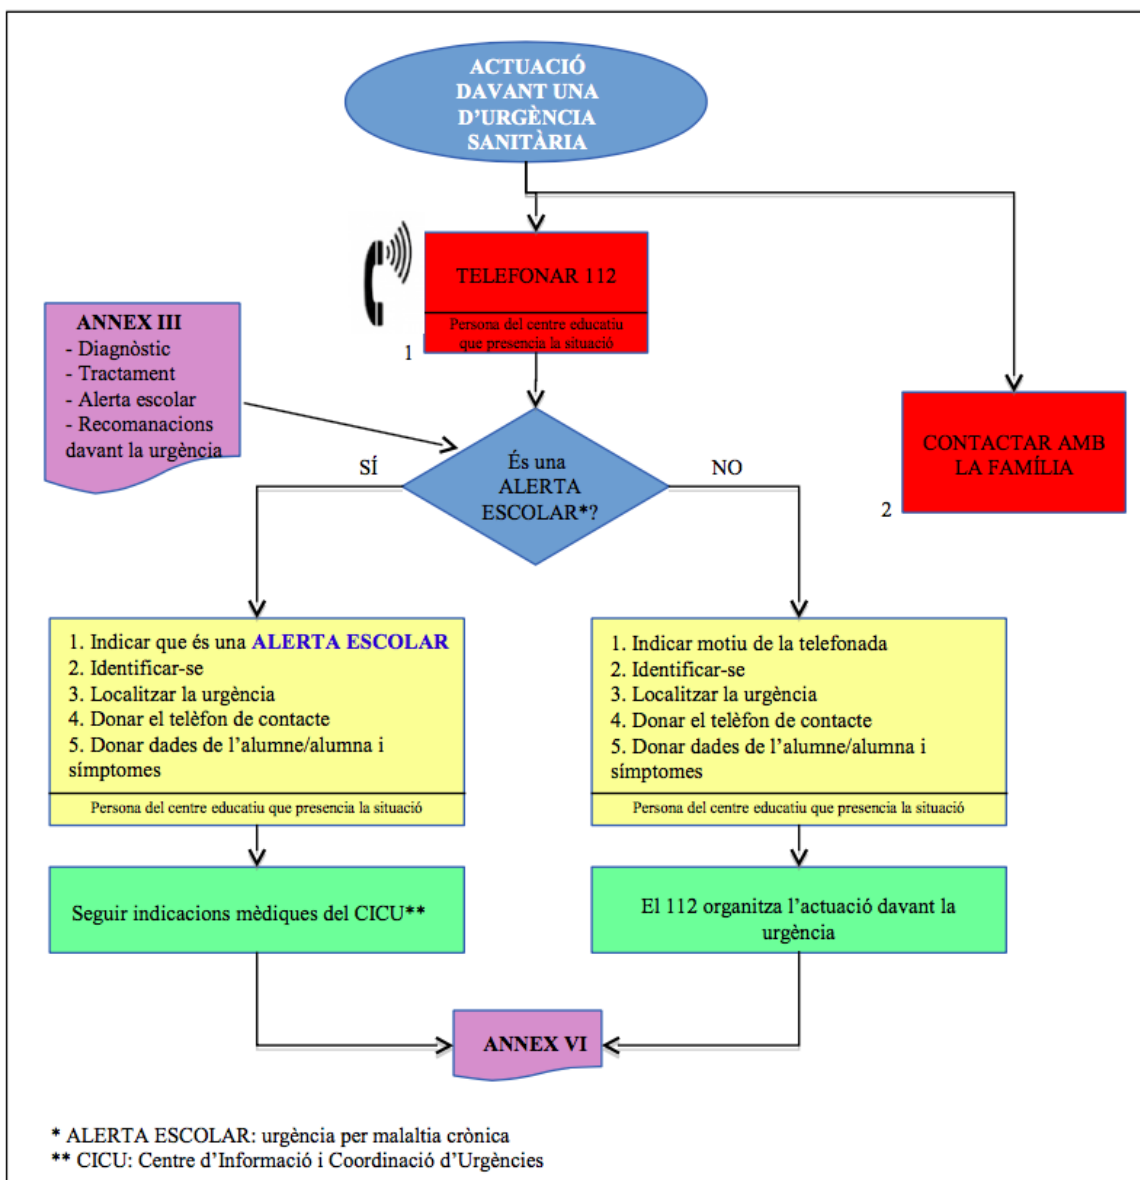 ACTUACIÓ
DAVANT UNA
D'URGÈNCIA
SANITÀRIA
TELEFONAR 112
Persona del centre educatiu
que presencia la situació
1
ANNEX III
- Diagnòstic
- Tractament
- Alerta escolar
- Recomanacions
davant la urgència
CONTACTAR AMB
LA FAMÍLIA
2
És una
ALERTA
ESCOLAR*?
SÍ
NO
1. Indicar que és una ALERTA ESCOLAR
2. Identificar-se
3. Localitzar la urgència
4. Donar el telèfon de contacte
5. Donar dades de l'alumne/alumna i
símptomes
Persona del centre educatiu que presencia la situació
1. Indicar motiu de la telefonada
2. Identificar-se
3. Localitzar la urgència
4. Donar el telèfon de contacte
5. Donar dades de l'alumne/alumna i
símptomes
Persona del centre educatiu que presencia la situació
Seguir indicacions mèdiques del CICU**
El 112 organitza l'actuació davant la
urgència
ANNEX VI
* ALERTA ESCOLAR: urgència per malaltia crònica
** CICU: Centre d'Informació i Coordinació d'Urgències